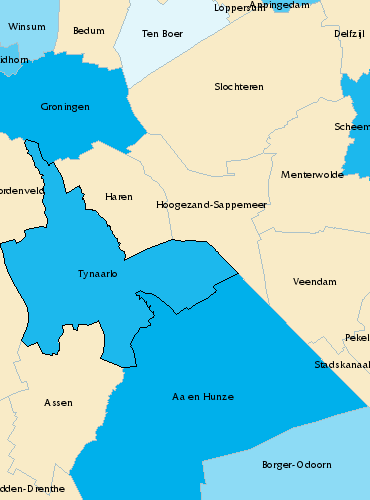 Appingedam
Loppersum
Winsum
Bedum
Ten Boer
Delfzijl
idhorn
Slochteren
Groningen
Scheem
Menterwolde
ordenveld
Haren
Hoogezand-Sappemeer
Tynaarlo
Veendam
Pekel
Stadskanaal
Aa en Hunze
Assen
Borger-Odoorn
dden-Drenthe